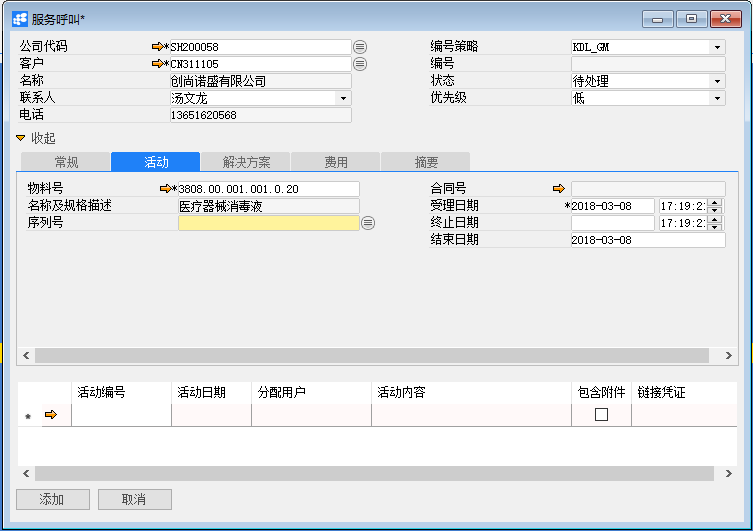 服务呼叫*
公司代码 *SH200058 编号策略 KDL_GM
客户 *CN311105 编号
名称 创尚诺盛有限公司 状态 待处理
联系人 汤文龙 优先级 低
电话 13651620568
收起
常规 活动 解决方案 费用 摘要
物料号 *3808.00.001.001.0.20 合同号
名称及规格描述 医疗器械消毒液 受理日期 *2018-03-08 17:19:2
序列号 终止日期 17:19:2
结束日期 2018-03-08
活动编号 活动日期 分配用户 活动内容 包含附件 链接凭证
*
添加 取消